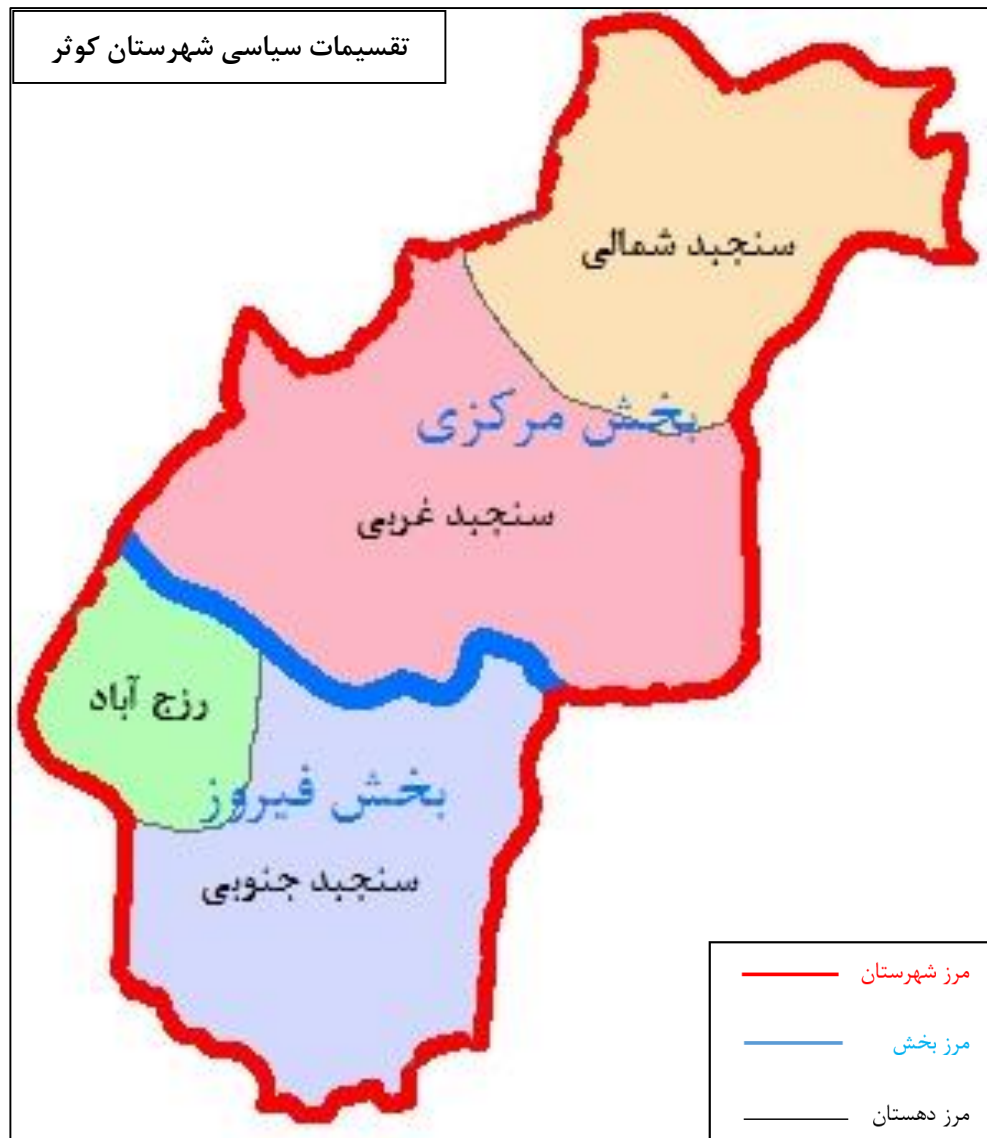 تقسیمات سیاسی شهرستان کوثر
سنجبد شمالی
بخش مرکزی
سنجبد غربی
رزج آباد
بخش فیروز
سنجبد جنوبی
مرز شهرستان
مرز بخش
مرز دهستان